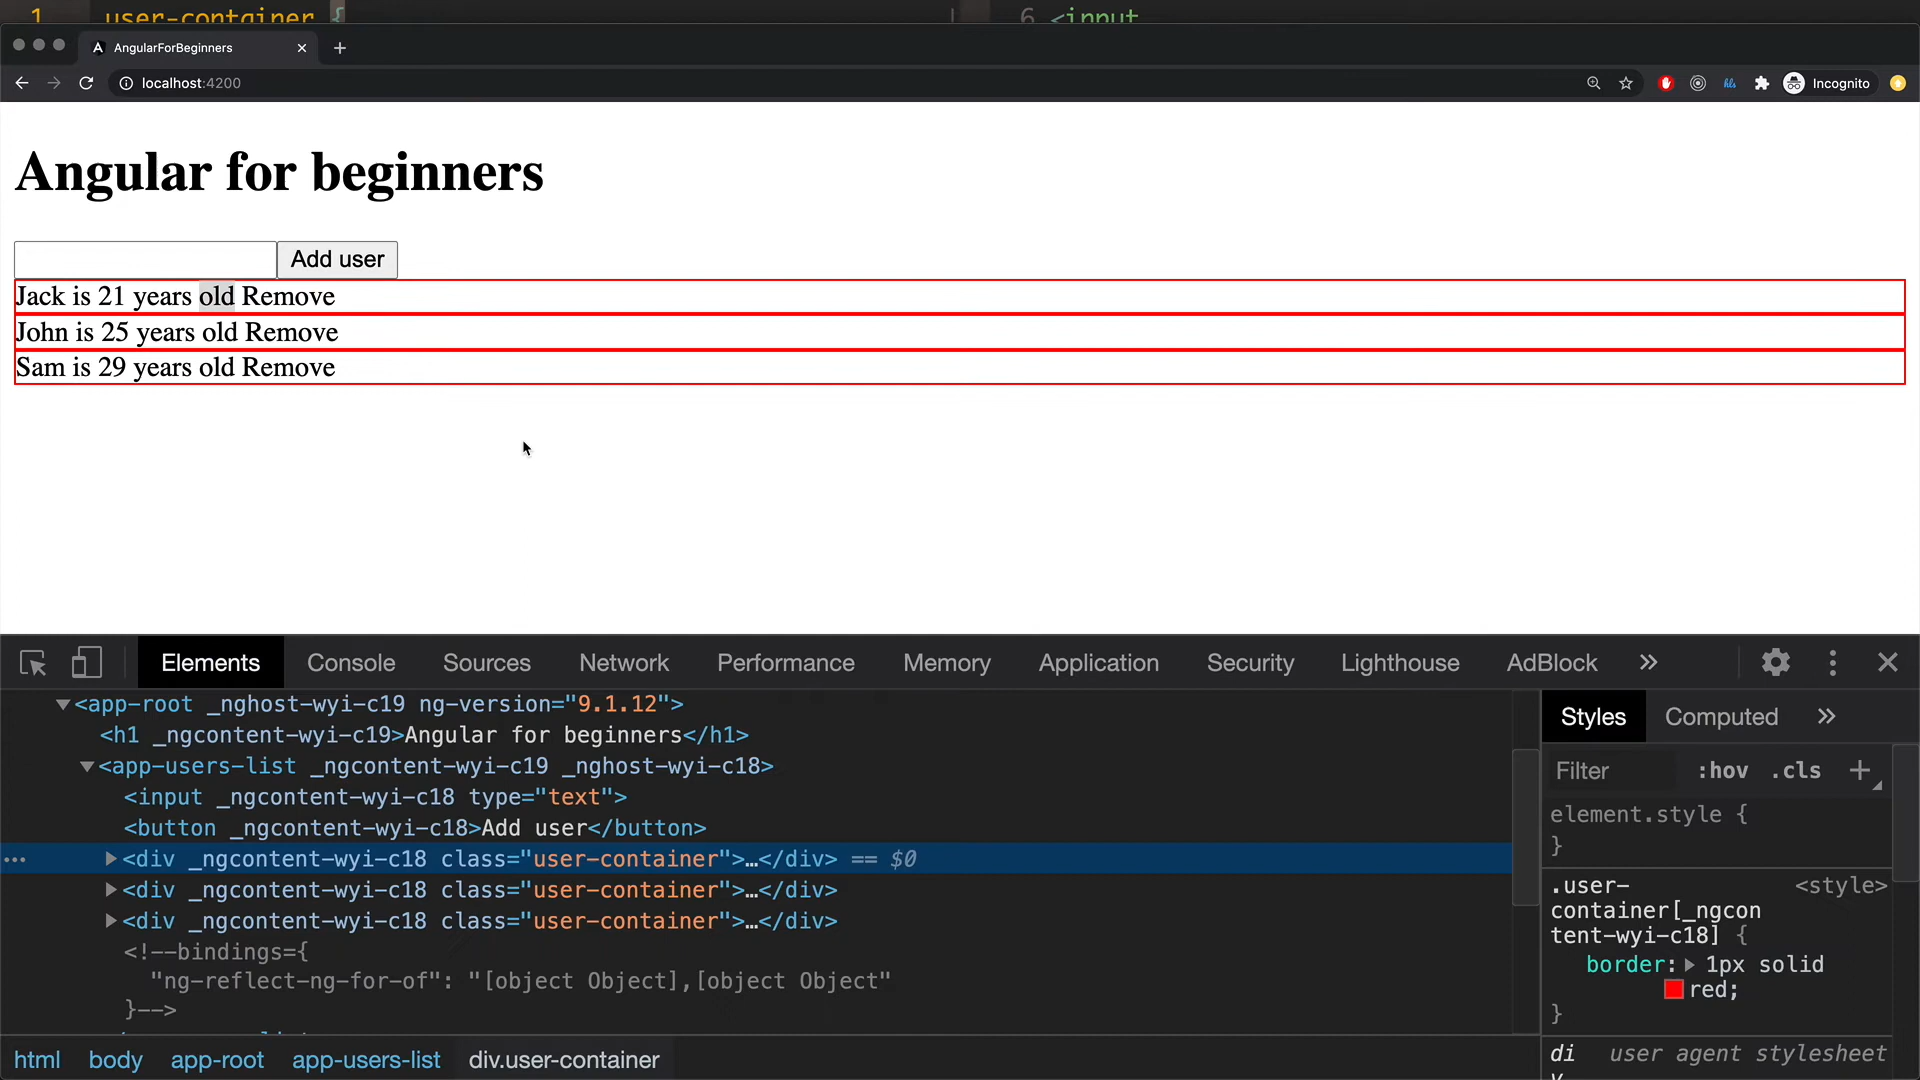 1 user-container { 6 <input
AngularForBeginners
localhost:4200 Incognito
Angular for beginners
Add user
Jack is 21 years old Remove
John is 25 years old Remove
Sam is 29 years old Remove
Elements Console Sources Network Performance Memory Application Security Lighthouse AdBlock »
<app-root _nghost-wyi-c19 ng-version="9.1.12">
<h1 _ngcontent-wyi-c19>Angular for beginners</h1>
<app-users-list _ngcontent-wyi-c19 _nghost-wyi-c18>
<input _ngcontent-wyi-c18 type="text">
<button _ngcontent-wyi-c18>Add user</button>
<div _ngcontent-wyi-c18 class="user-container">…</div> == $0
<div _ngcontent-wyi-c18 class="user-container">…</div>
<div _ngcontent-wyi-c18 class="user-container">…</div>
<!--bindings={
"ng-reflect-ng-for-of": "[object Object],[object Object"
}-->
html body app-root app-users-list div.user-container
Styles Computed »
Filter :hov .cls +
element.style {
}
.user- <style>
container[_ngcon
tent-wyi-c18] {
border: 1px solid
red;
}
di user agent stylesheet
v